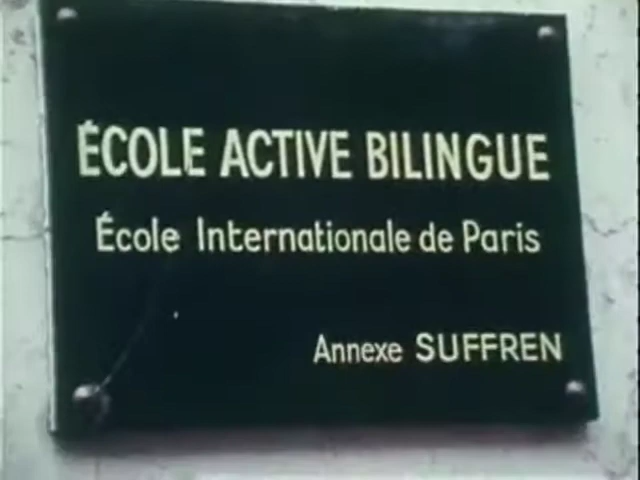 ÉCOLE ACTIVE BILINGUE
École Internationale de Paris
Annexe SUFFREN